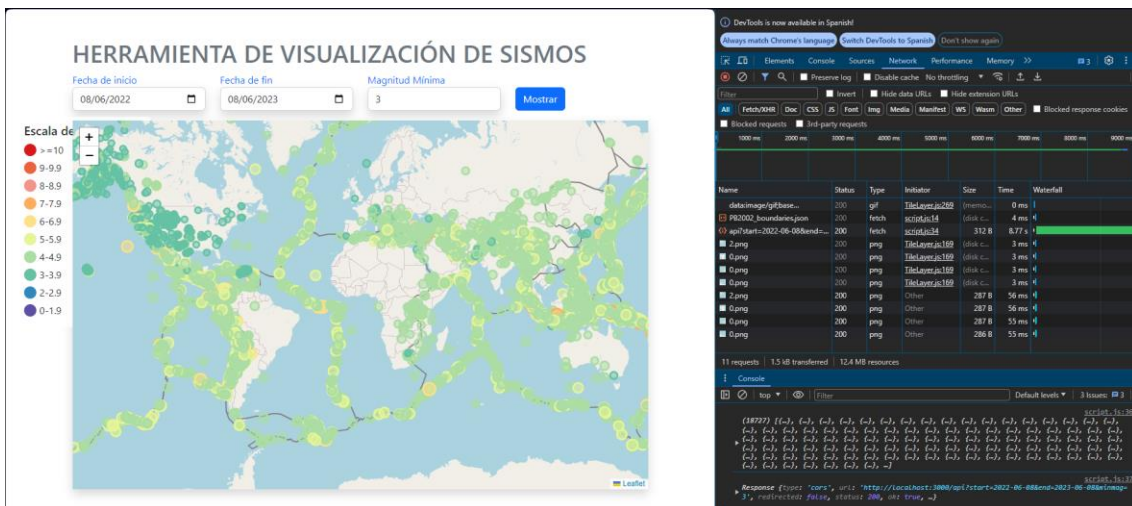 HERRAMIENTA DE VISUALIZACIÓN DE SISMOS
Fecha de inicio Fecha de fin Magnitud Mínima
08/06/2022 08/06/2023 3 Mostrar
Escala de
+
−
>=10
9-9.9
8-8.9
7-7.9
6-6.9
5-5.9
4-4.9
3-3.9
2-2.9
0-1.9
Leaflet
DevTools is now available in Spanish!
Always match Chrome's language Switch DevTools to Spanish Don't show again
Elements Console Sources Network Performance Memory 3
Preserve log Disable cache No throttling
Filter Invert Hide data URLs Hide extension URLs
All Fetch/XHR Doc CSS JS Font Img Media Manifest WS Wasm Other Blocked response cookies
Blocked requests 3rd-party requests
1000 ms 2000 ms 3000 ms 4000 ms 5000 ms 6000 ms 7000 ms 8000 ms 9000 ms
Name Status Type Initiator Size Time Waterfall
data:image/gif;base... 200 gif TileLayer.js:269 (memo... 0 ms
PB2002_boundaries.json 200 fetch script.js:14 (disk c... 4 ms
api?start=2022-06-08&end=... 200 fetch script.js:34 312 B 8.77 s
2.png 200 png TileLayer.js:169 (disk c... 3 ms
0.png 200 png TileLayer.js:169 (disk c... 3 ms
0.png 200 png TileLayer.js:169 (disk c... 3 ms
0.png 200 png TileLayer.js:169 (disk c... 3 ms
2.png 200 png Other 287 B 56 ms
0.png 200 png Other 287 B 56 ms
0.png 200 png Other 287 B 55 ms
0.png 200 png Other 286 B 55 ms
11 requests 1.5 kB transferred 12.4 MB resources
Console
top Filter Default levels 3 Issues: 3
script.js:36
(18727) [{…}, {…}, {…}, {…}, {…}, {…}, {…}, {…}, {…}, {…}, {…},
Response {type: 'cors', url: 'http://localhost:3000/api?start=2022-06-08&end=2023-06-08&minmag=
3', redirected: false, status: 200, ok: true, …}